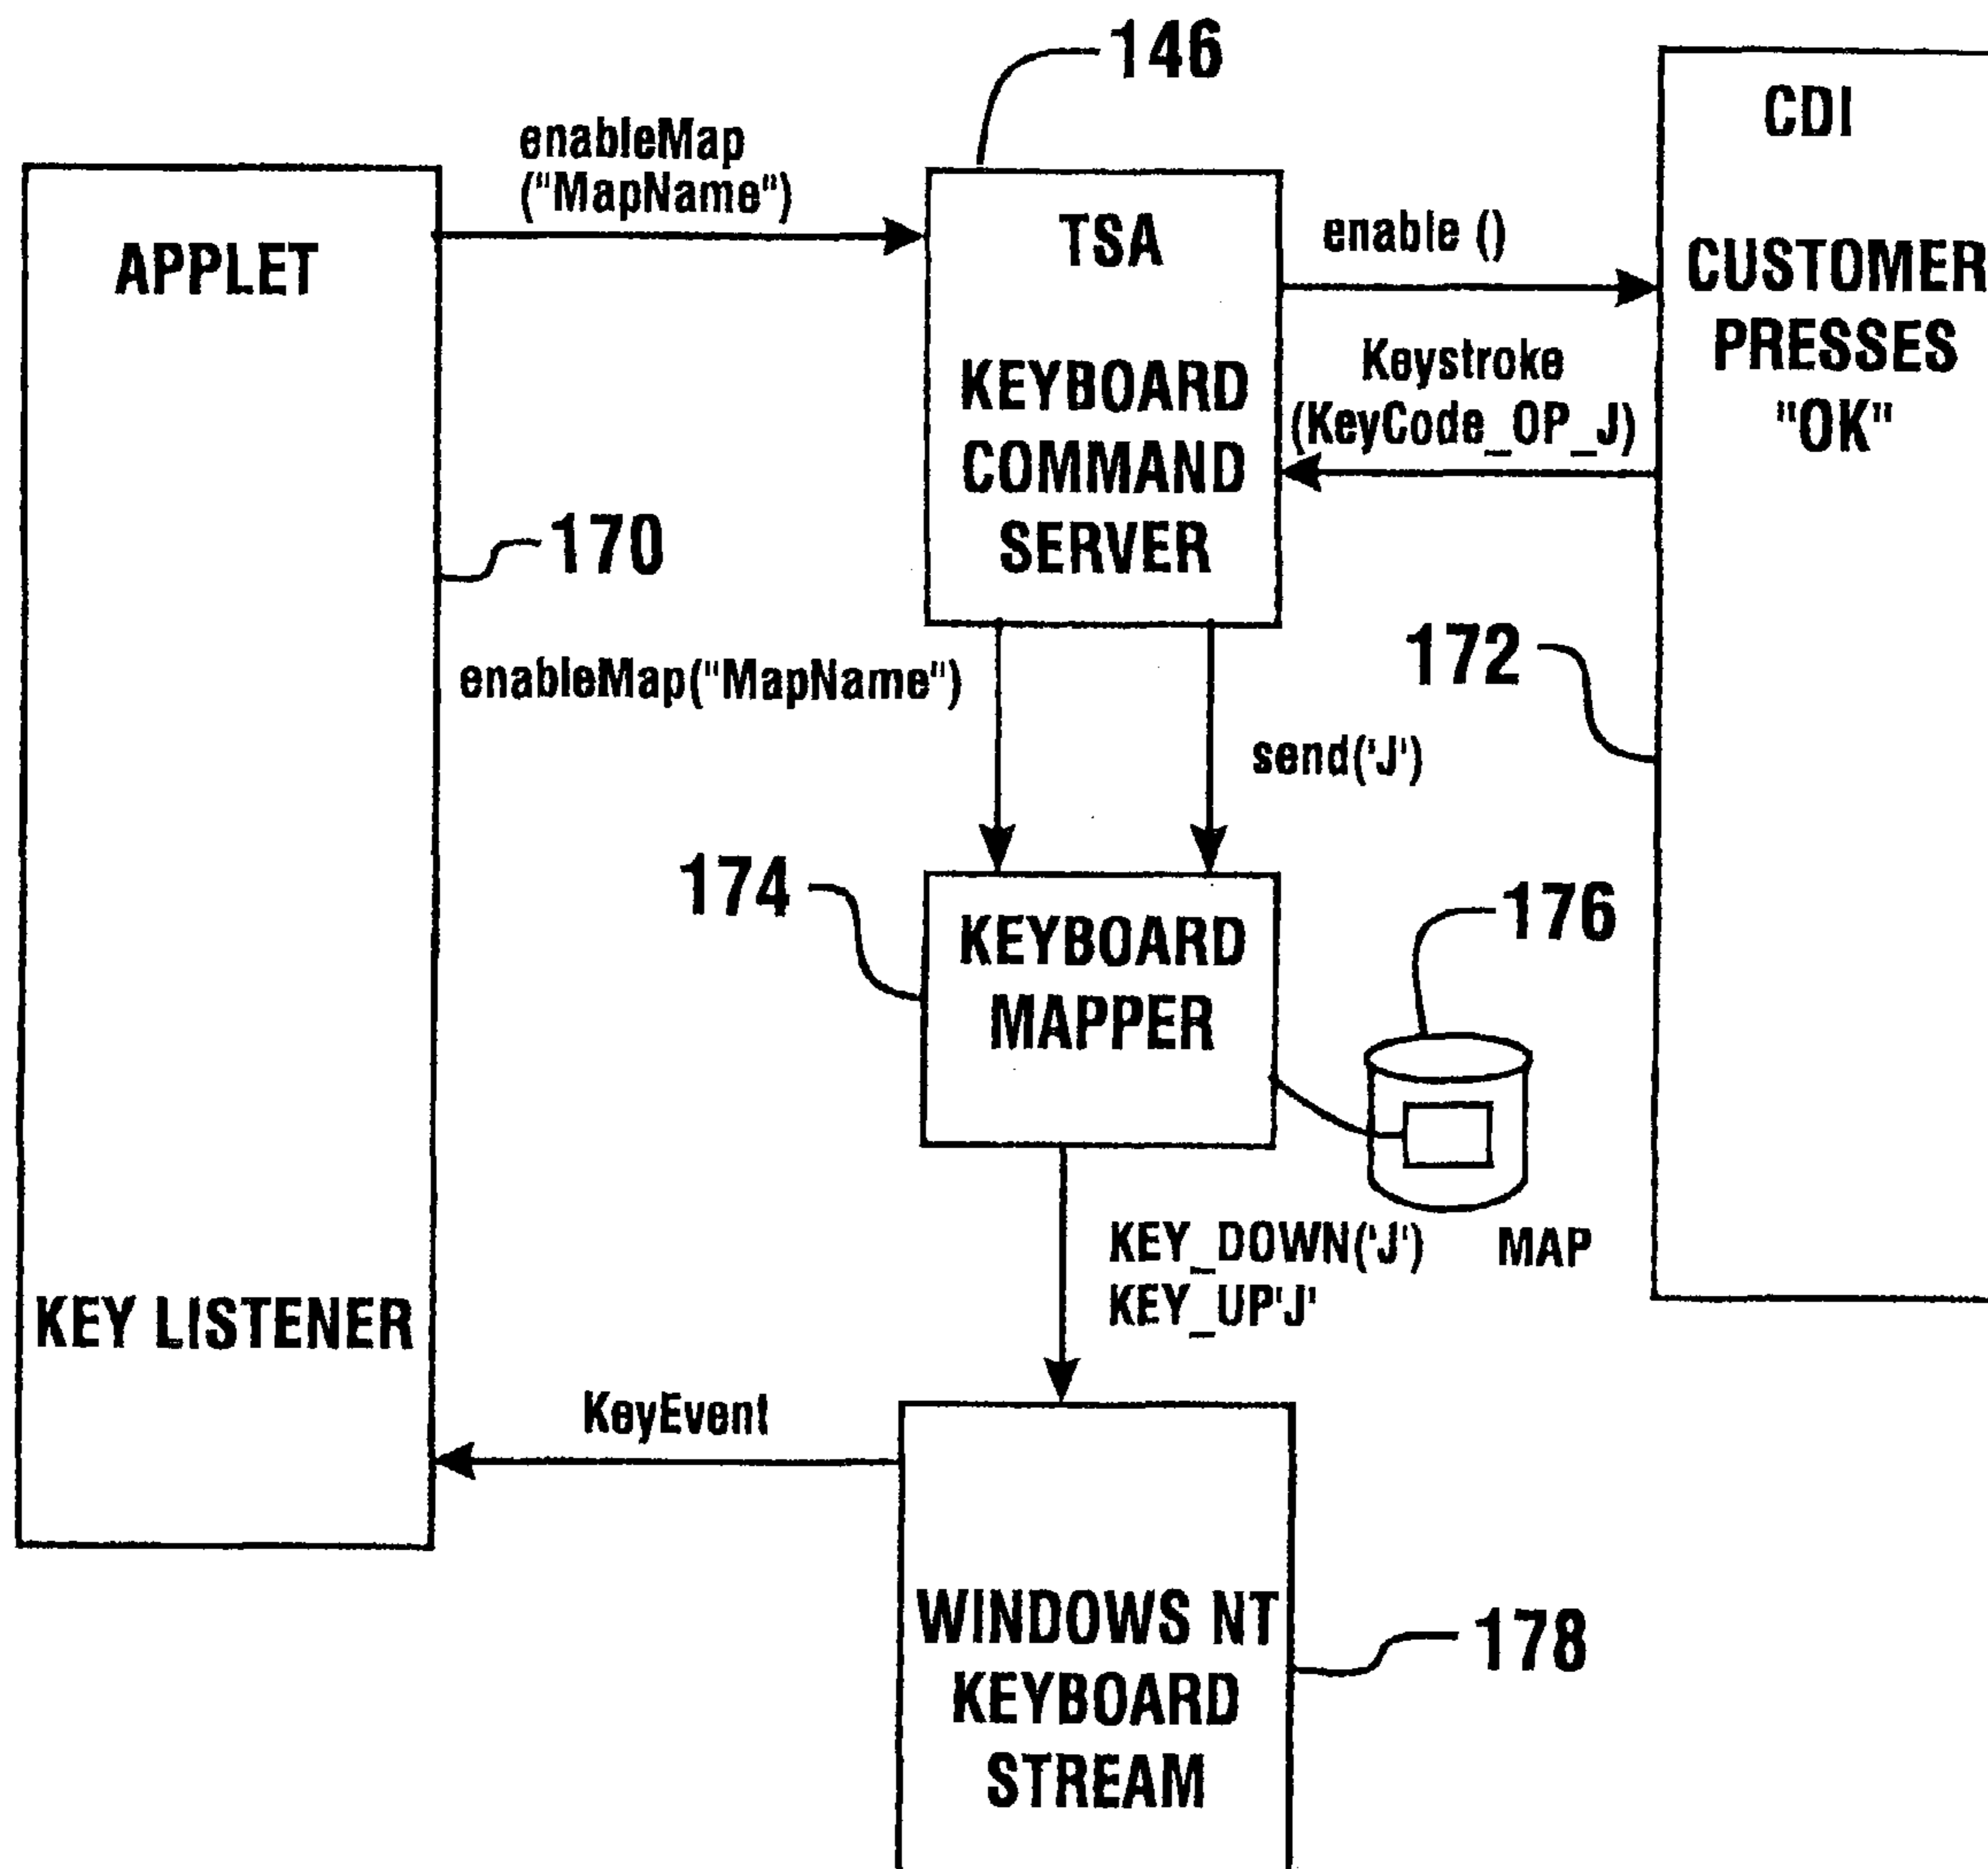 146
CDI
enableMap
("MapName")
APPLET
TSA
enable ()
CUSTOMER
PRESSES
"OK"
Keystroke
(KeyCode_OP_J)
KEYBOARD
COMMAND
SERVER
170
172
enableMap("MapName")
send('J')
174
KEYBOARD
MAPPER
176
KEY_DOWN('J')
KEY_UP'J'
MAP
KEY LISTENER
KeyEvent
WINDOWS NT
KEYBOARD
STREAM
178